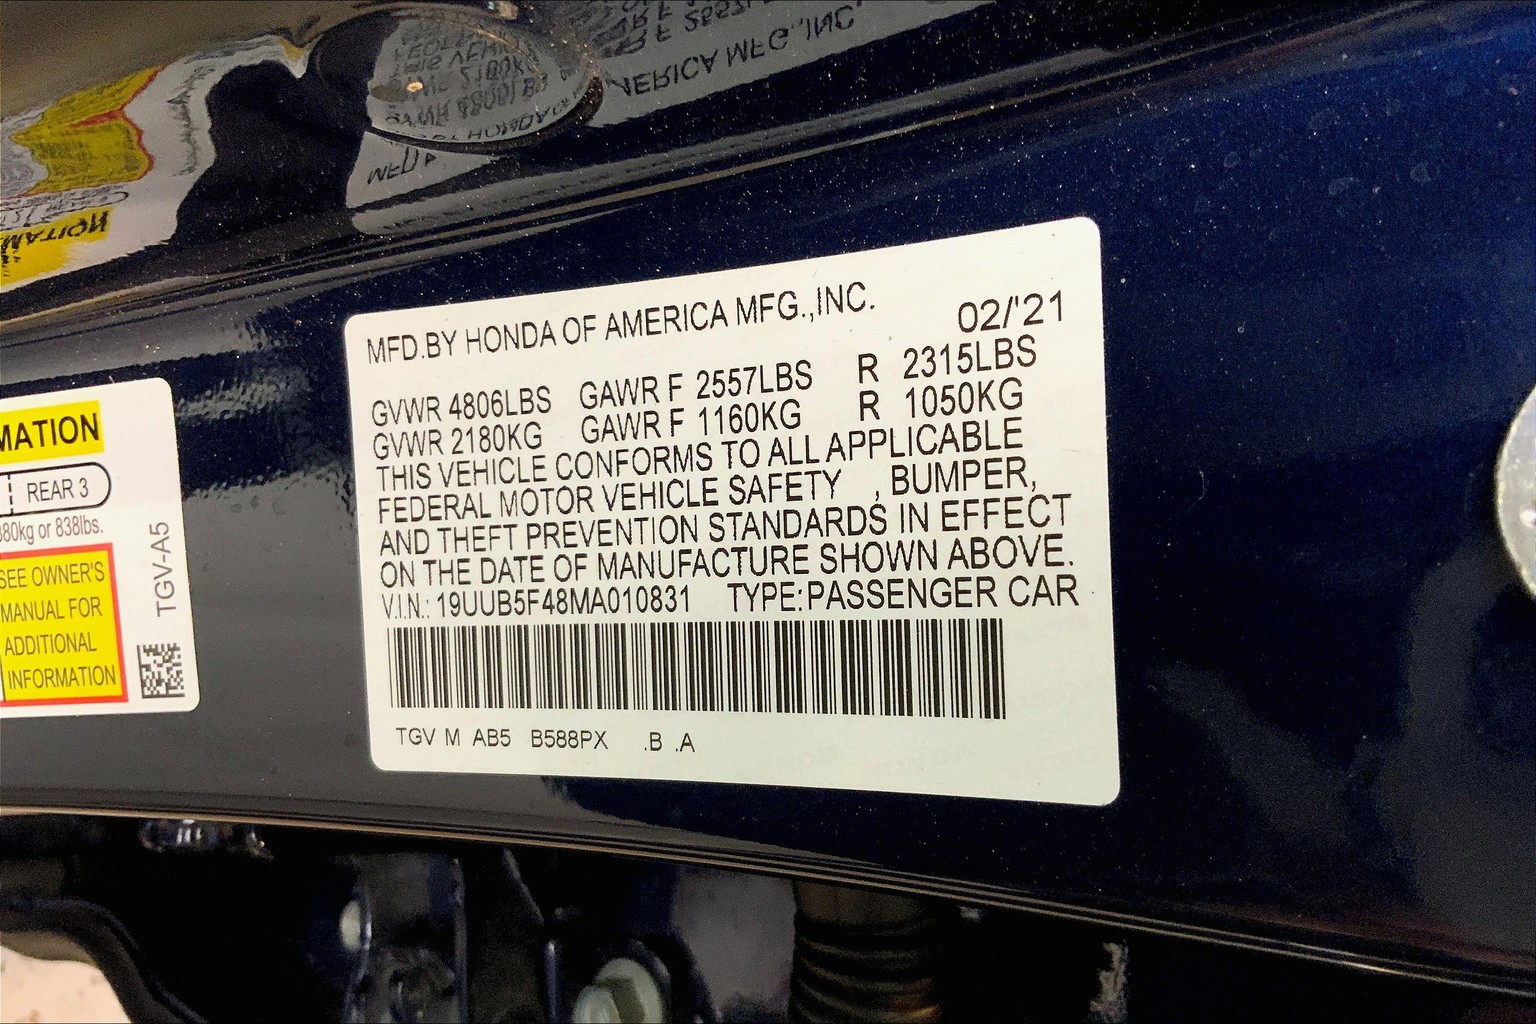 MFD.BY HONDA OF AMERICA MFG.,INC.
02/'21
GVWR 4806LBS GAWR F 2557LBS R 2315LBS
GVWR 2180KG GAWR F 1160KG R 1050KG
THIS VEHICLE CONFORMS TO ALL APPLICABLE
FEDERAL MOTOR VEHICLE SAFETY , BUMPER,
AND THEFT PREVENTION STANDARDS IN EFFECT
ON THE DATE OF MANUFACTURE SHOWN ABOVE.
V.I.N.: 19UUB5F48MA010831 TYPE:PASSENGER CAR
TGV M AB5 B588PX .B .A
MATION
REAR 3
380kg or 838lbs.
SEE OWNER'S
MANUAL FOR
ADDITIONAL
INFORMATION
TGV-A5